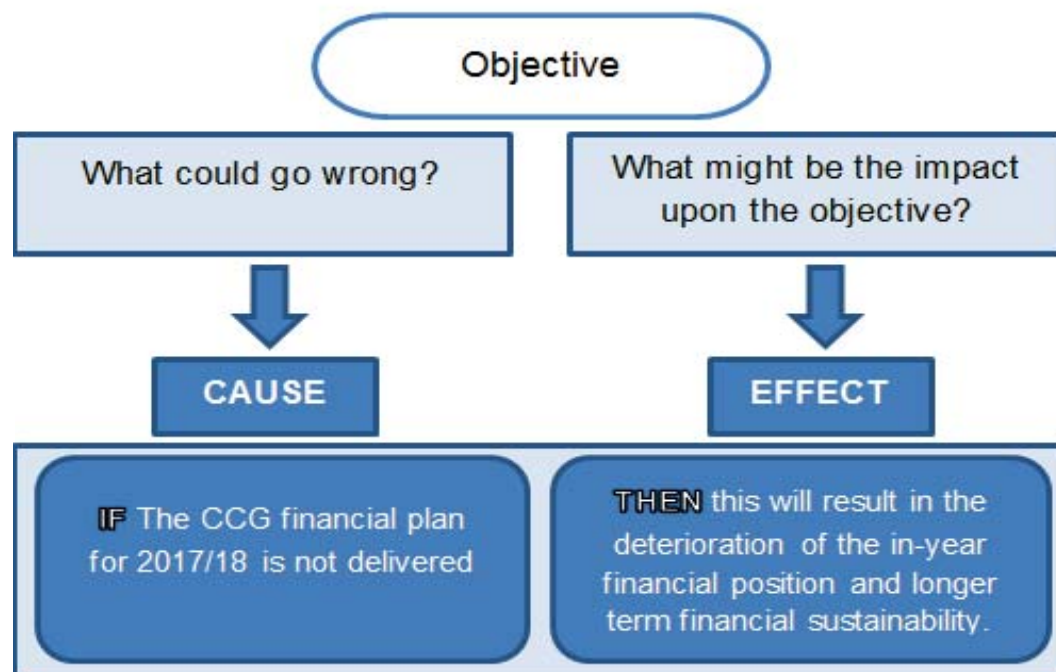 Objective
What could go wrong?
What might be the impact
upon the objective?
CAUSE
EFFECT
IF The CCG financial plan
for 2017/18 is not delivered
THEN this will result in the
deterioration of the in-year
financial position and longer
term financial sustainability.